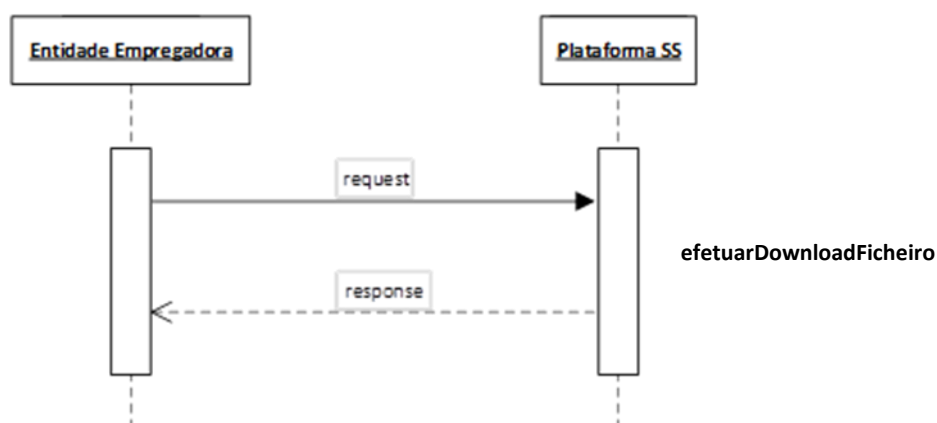 Entidade Empregadora
Plataforma SS
request
efetuarDownloadFicheiro
response